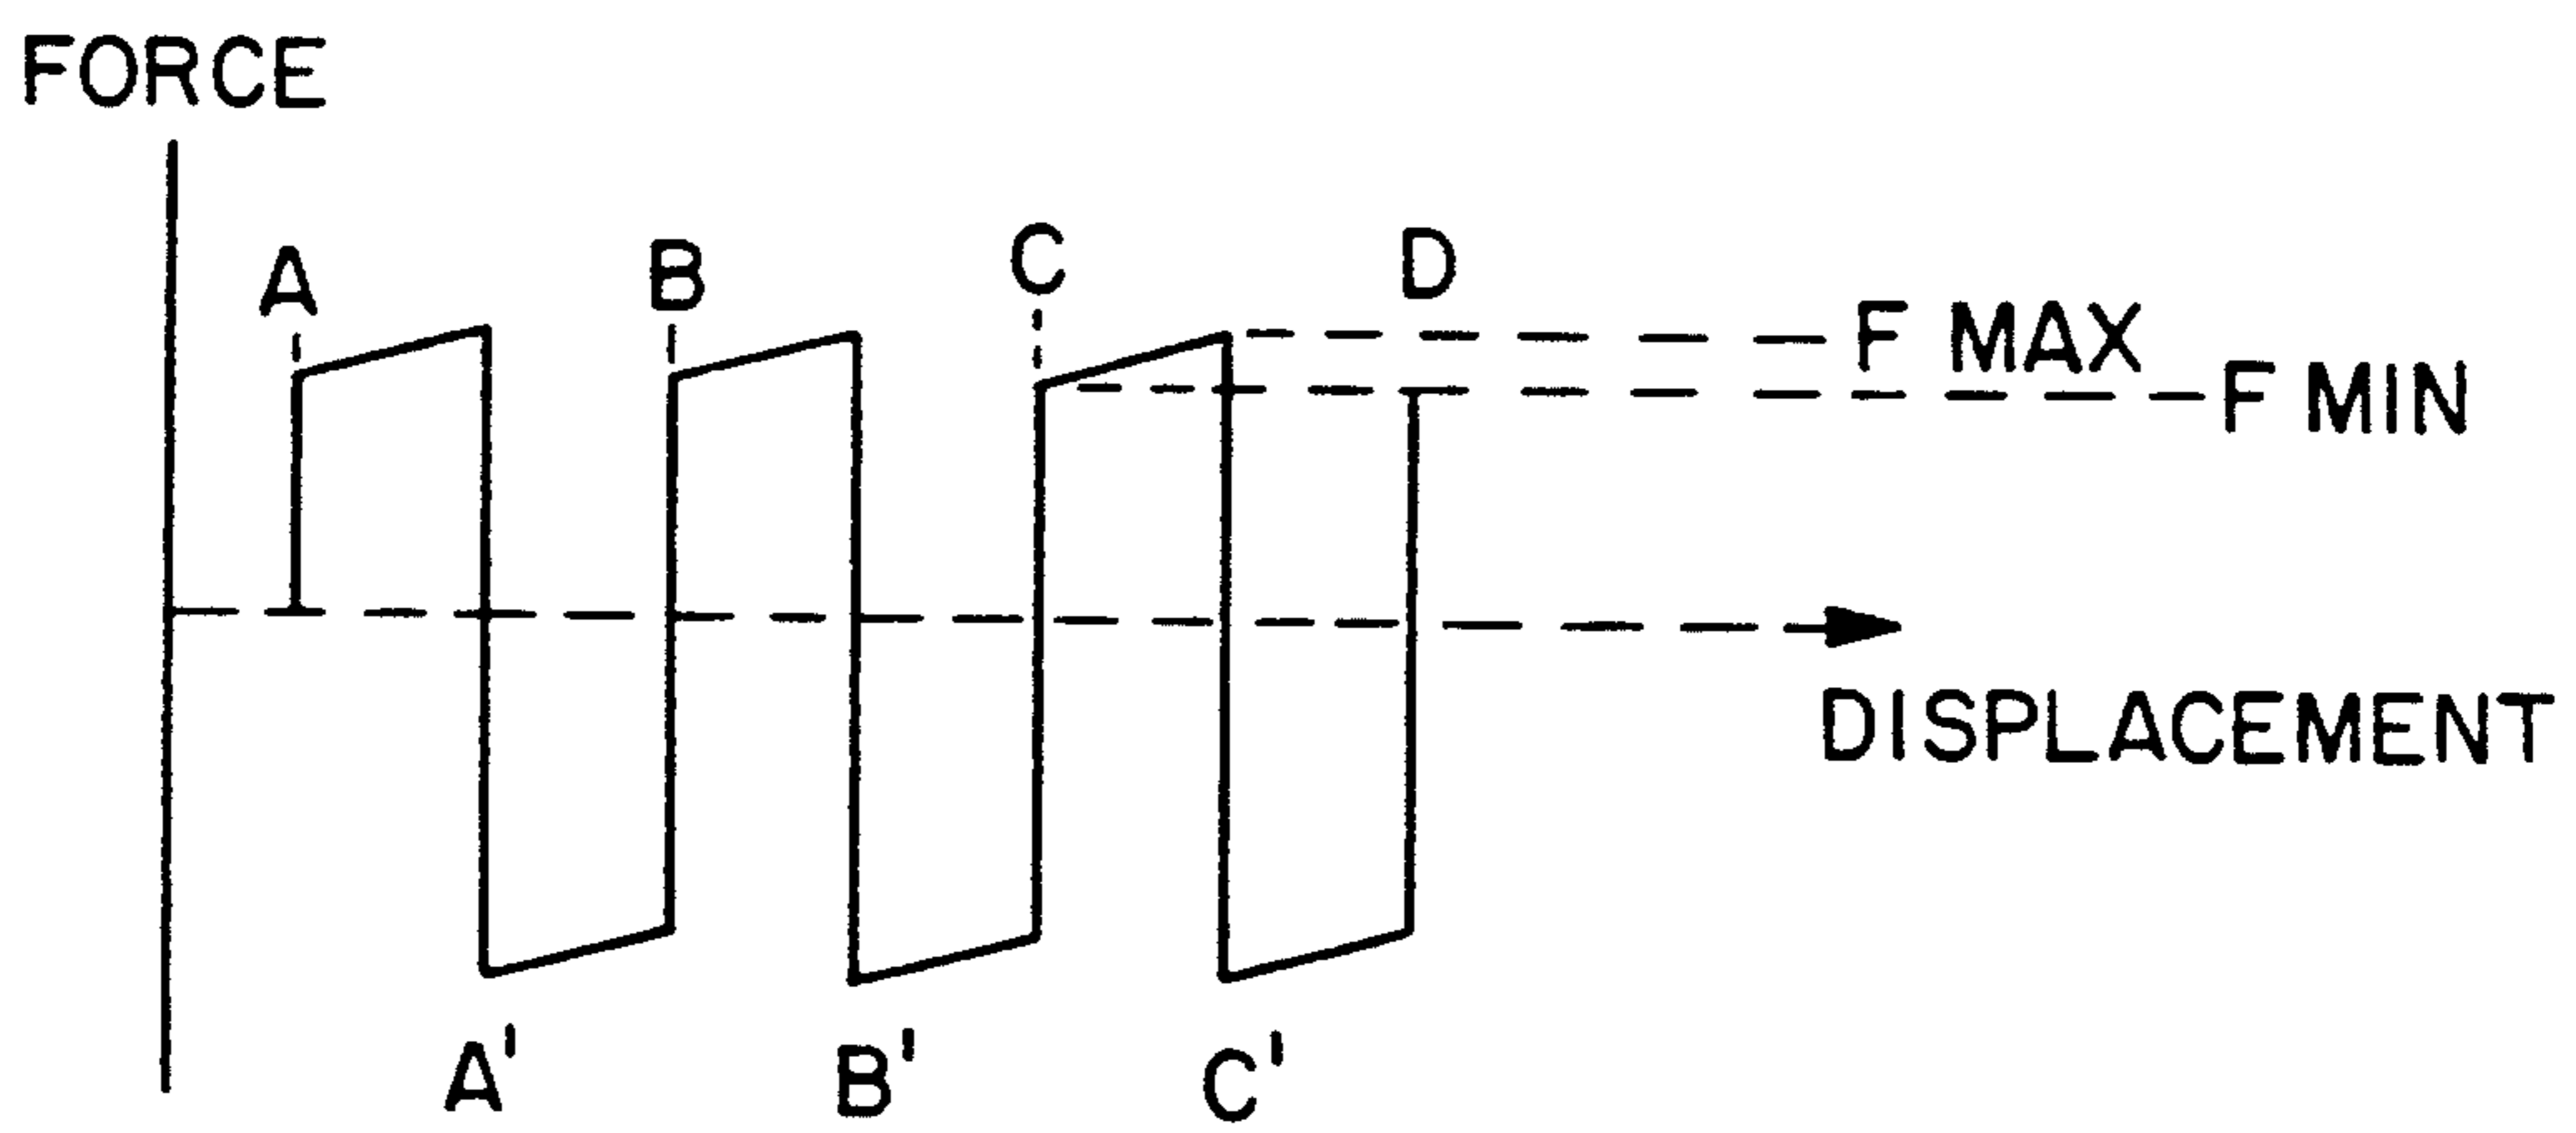 FORCE
A
B
C
D
F MAX
F MIN
DISPLACEMENT
A'
B'
C'